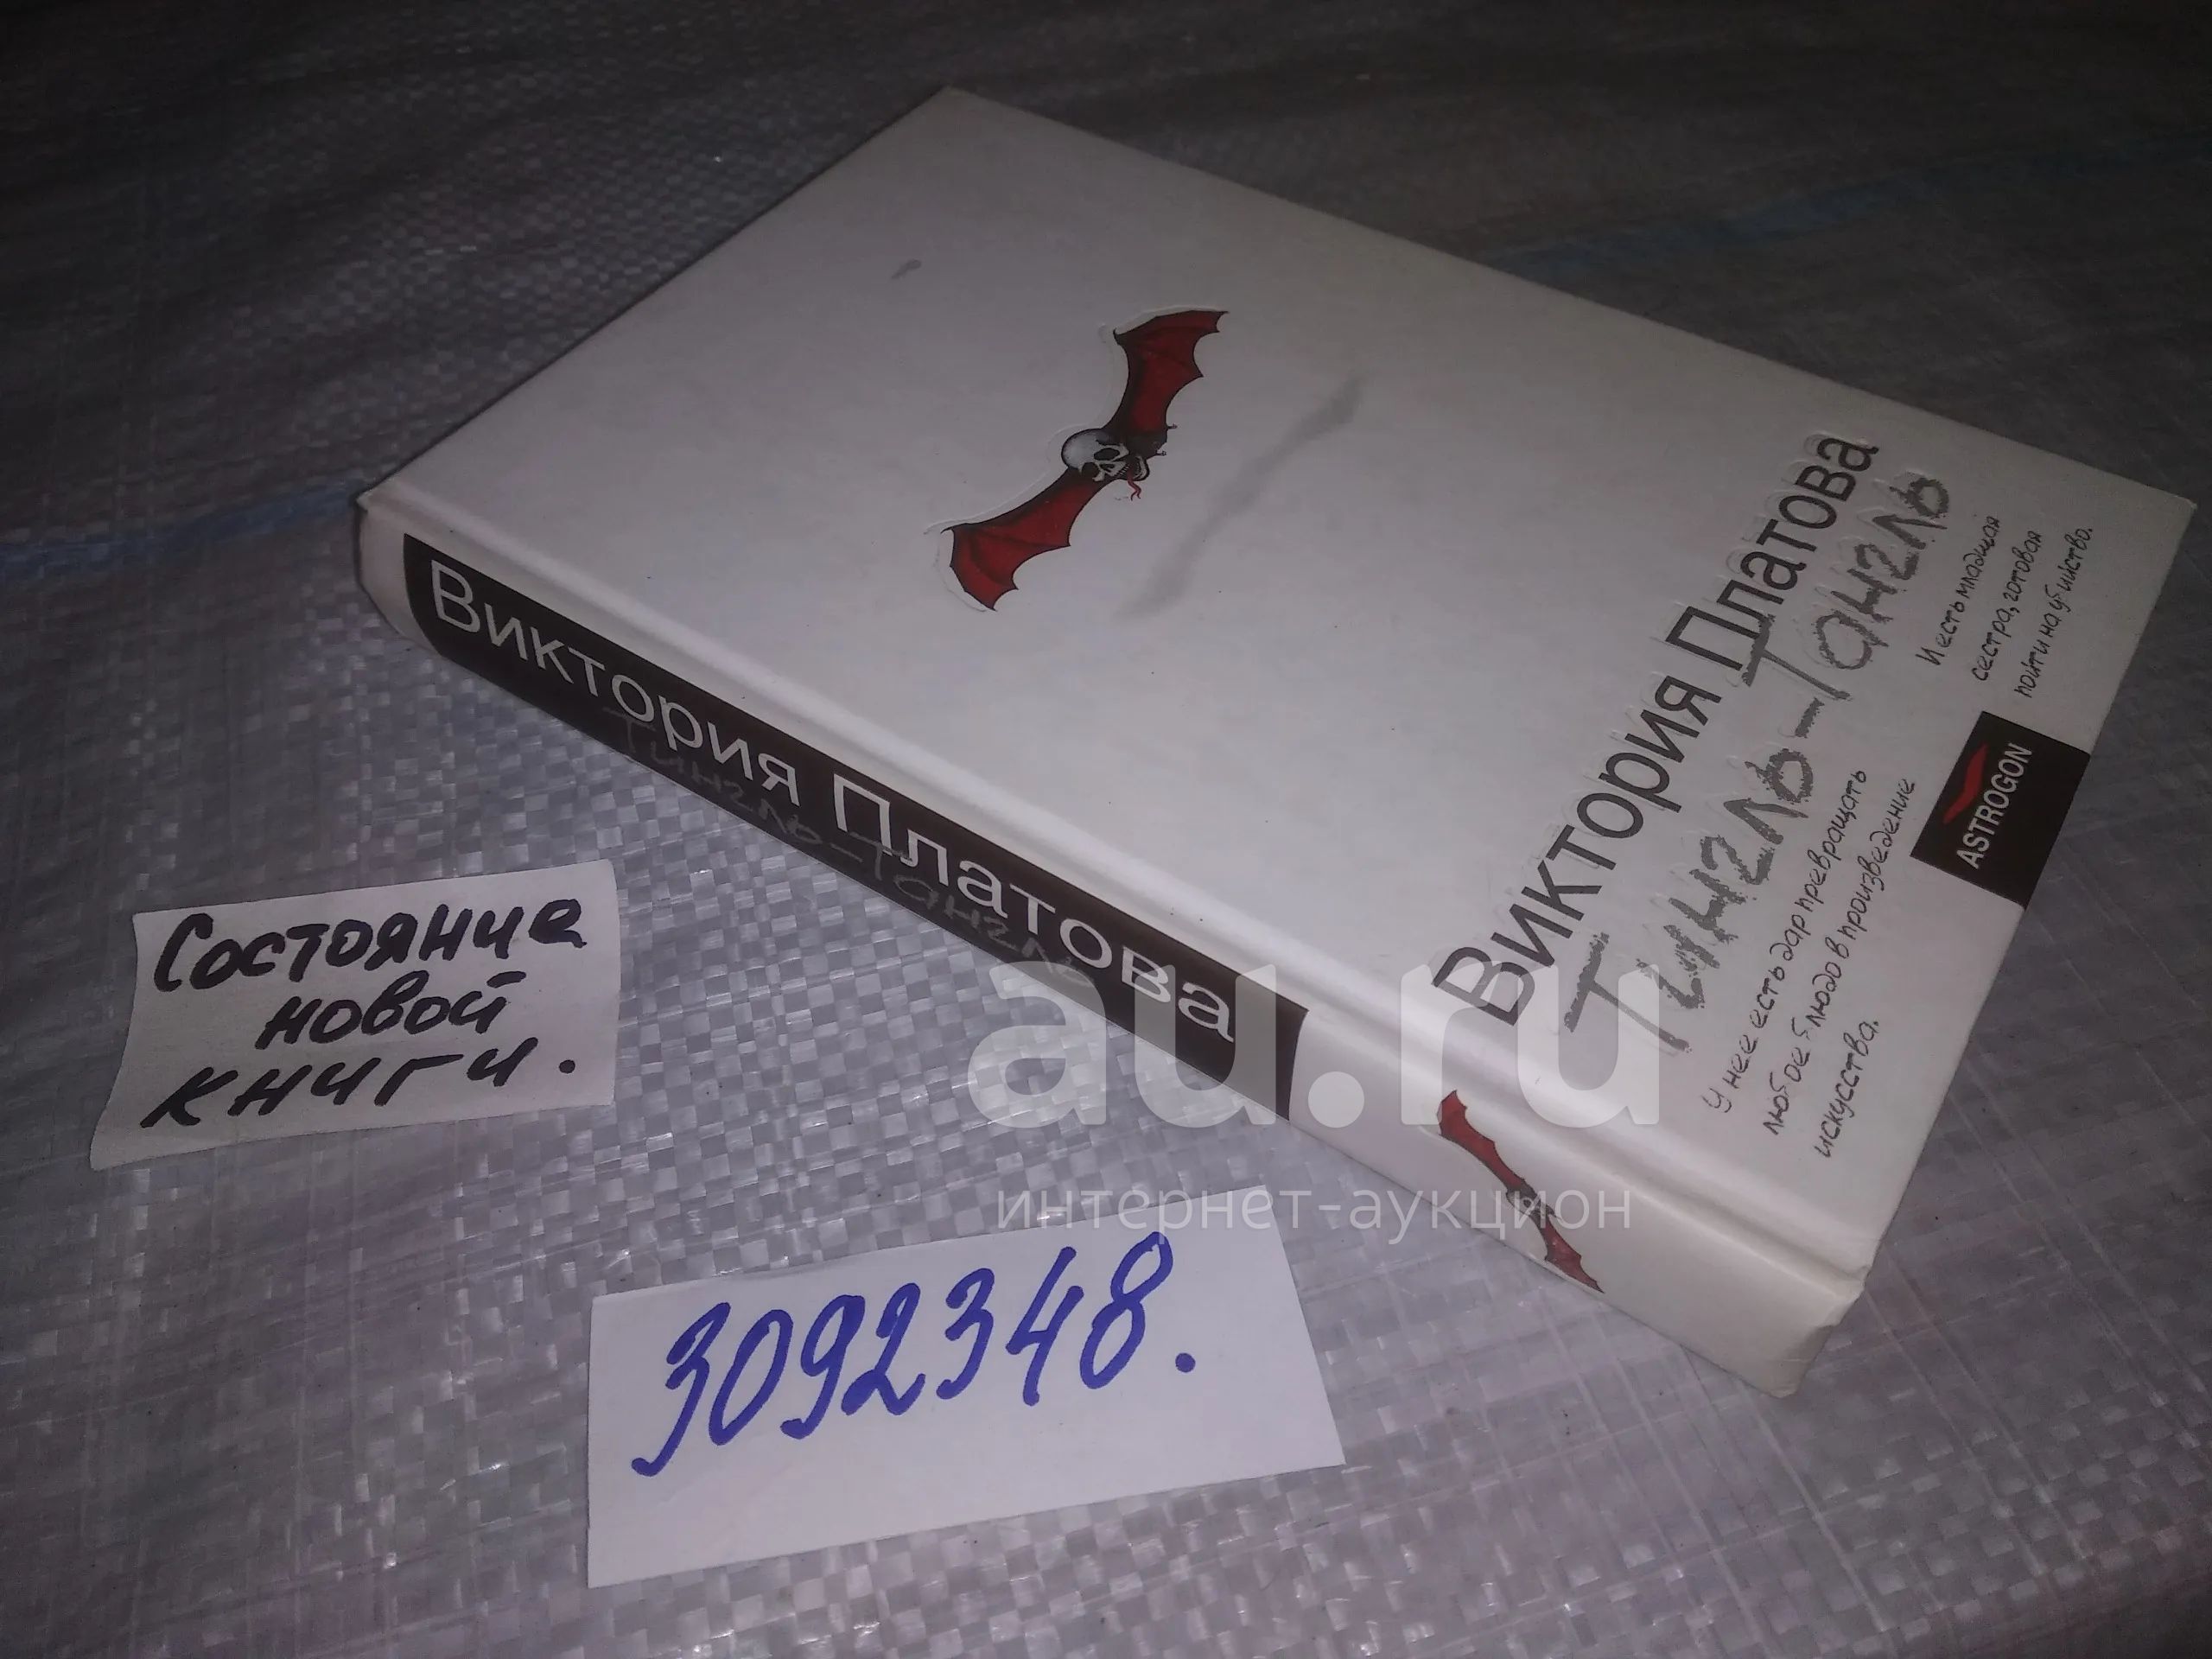 Виктория Платова
Тингль-Тангль
У нее есть дар превращать
любое блюдо в произведение
искусства.
И есть младшая
сестра, готовая
пойти на убийство.
ASTROGON
Виктория Платова
Тингль-Тангль
Состояние
новой
книги.
3092348.
au.ru
интернет-аукцион